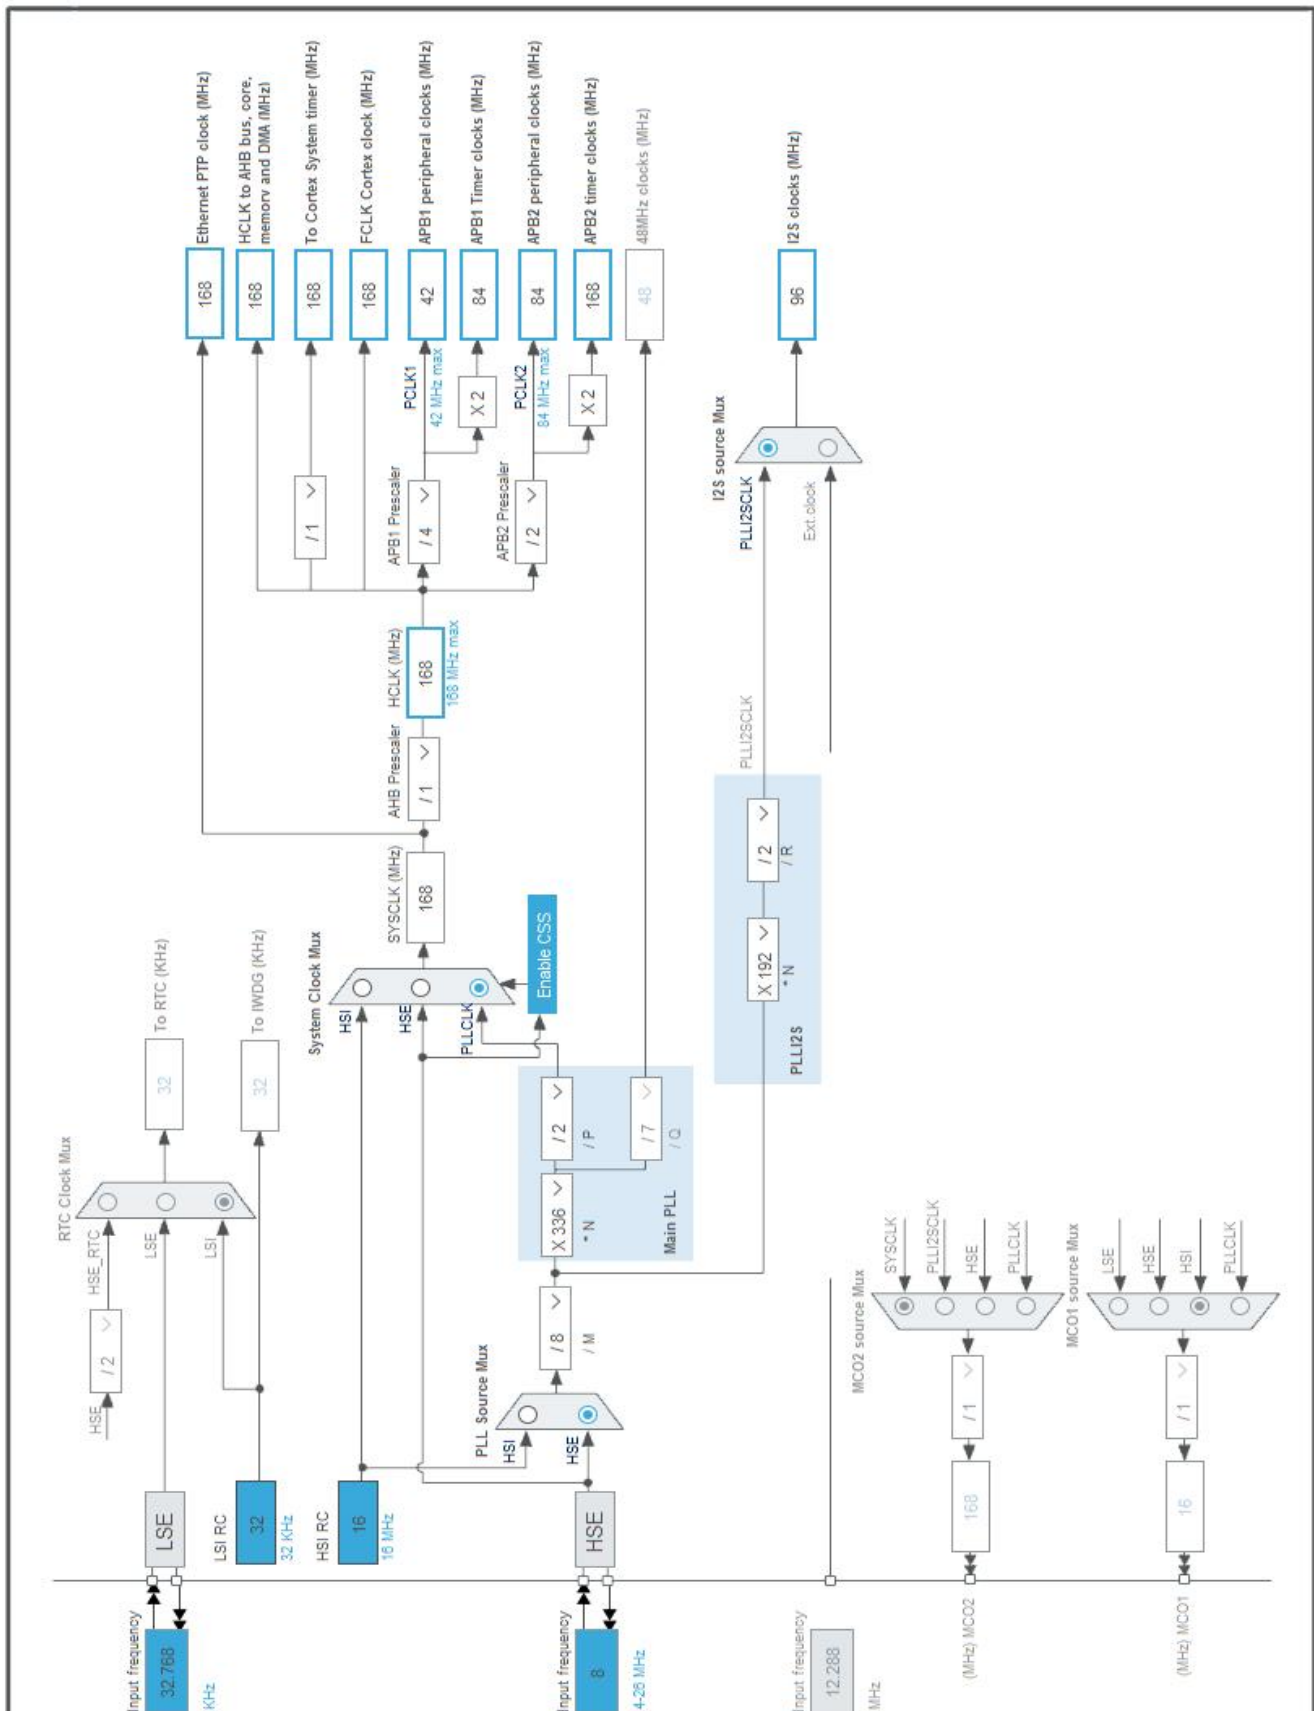 Input frequency
32.768
KHz
LSE
HSE
/ 2
HSE_RTC
LSE
LSI
RTC Clock Mux
32
To RTC (KHz)
LSI RC
32
32 KHz
32
To IWDG (KHz)
HSI RC
16
16 MHz
System Clock Mux
HSI
HSE
PLLCLK
Enable CSS
SYSCLK (MHz)
168
AHB Prescaler
/ 1
HCLK (MHz)
168
168 MHz max
168
Ethernet PTP clock (MHz)
168
HCLK to AHB bus, core,
memory and DMA (MHz)
/ 1
168
To Cortex System timer (MHz)
168
FCLK Cortex clock (MHz)
APB1 Prescaler
/ 4
PCLK1
42 MHz max
42
APB1 peripheral clocks (MHz)
X 2
84
APB1 Timer clocks (MHz)
APB2 Prescaler
/ 2
PCLK2
84 MHz max
84
APB2 peripheral clocks (MHz)
X 2
168
APB2 timer clocks (MHz)
48
48MHz clocks (MHz)
Input frequency
8
4-26 MHz
HSE
PLL Source Mux
HSI
HSE
/ 8
/ M
X 336
* N
/ 2
/ P
/ 7
/ Q
Main PLL
X 192
* N
/ 2
/ R
PLLI2S
PLLI2SCLK
I2S source Mux
PLLI2SCLK
Ext.clock
96
I2S clocks (MHz)
Input frequency
12.288
MHz
MCO2 source Mux
SYSCLK
PLLI2SCLK
HSE
PLLCLK
/ 1
168
(MHz) MCO2
MCO1 source Mux
LSE
HSE
HSI
PLLCLK
/ 1
16
(MHz) MCO1